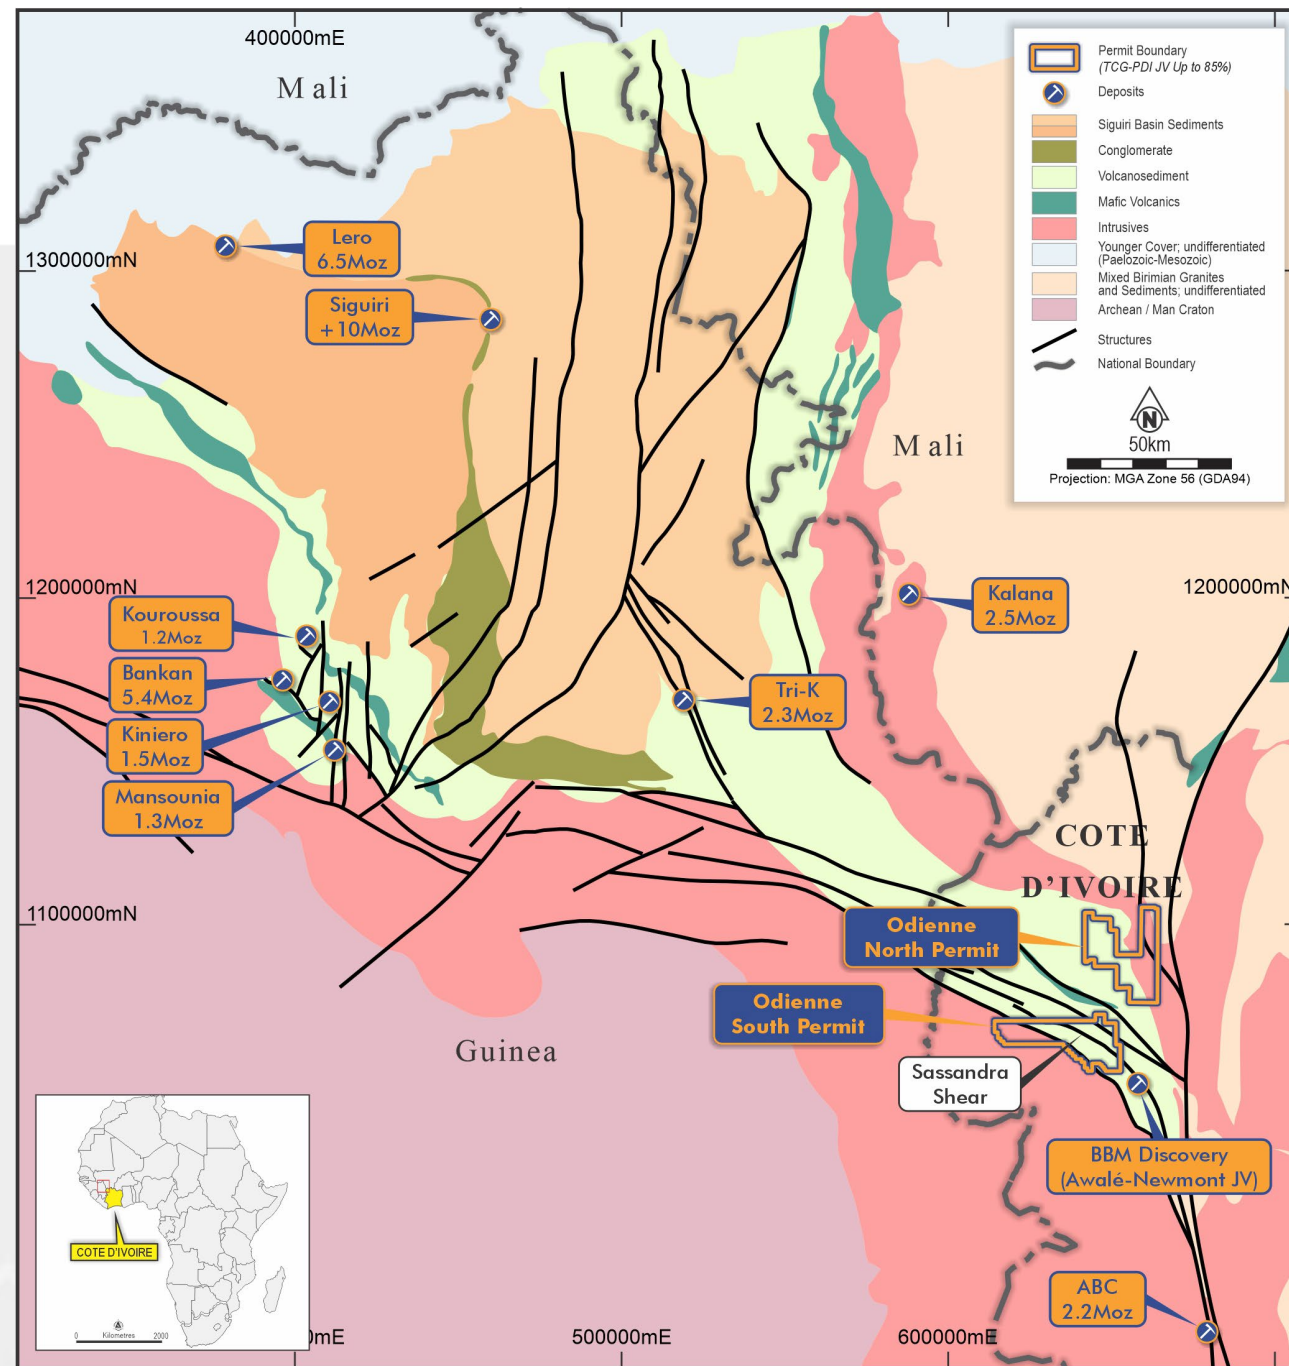 400000mE
Mali
Permit Boundary
(TCG-PDI JV Up to 85%)
Deposits
Siguiri Basin Sediments
Conglomerate
Volcanosediment
Mafic Volcanics
Intrusives
Younger Cover; undifferentiated
(Paelozoic-Mesozoic)
Mixed Birimian Granites
and Sediments; undifferentiated
Archean / Man Craton
Structures
National Boundary
N
50km
Projection: MGA Zone 56 (GDA94)
Lero
6.5Moz
1300000mN
Siguiri
+10Moz
Mali
1200000mN
1200000mN
Kalana
2.5Moz
Kouroussa
1.2Moz
Bankan
5.4Moz
Tri-K
2.3Moz
Kiniero
1.5Moz
Mansounia
1.3Moz
COTE
D'IVOIRE
1100000mN
Odienne
North Permit
Odienne
South Permit
Guinea
Sassandra
Shear
BBM Discovery
(Awalé-Newmont JV)
COTE D'IVOIRE
ABC
2.2Moz
0 Kilometres 2000
mE
500000mE
600000mE